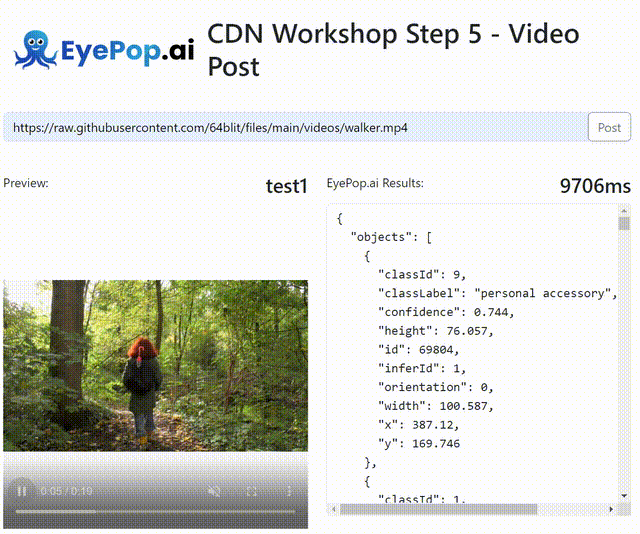 EyePop.ai
CDN Workshop Step 5 - Video
Post
https://raw.githubusercontent.com/64blit/files/main/videos/walker.mp4
Post
Preview:
test1
EyePop.ai Results:
9706ms
{
"objects": [
{
"classId": 9,
"classLabel": "personal accessory",
"confidence": 0.744,
"height": 76.057,
"id": 69804,
"inferId": 1,
"orientation": 0,
"width": 100.587,
"x": 387.12,
"y": 169.746
},
{
"classId": 1,
0:05 / 0:19